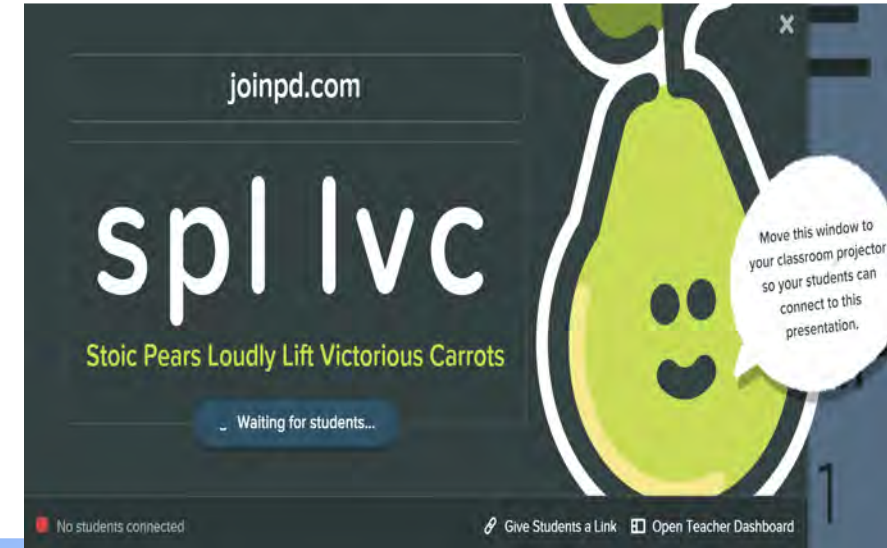 X
joinpd.com
spl lvc
Stoic Pears Loudly Lift Victorious Carrots
Waiting for students...
Move this window to
your classroom projector
so your students can
connect to this
presentation.
No students connected
Give Students a Link
Open Teacher Dashboard
1